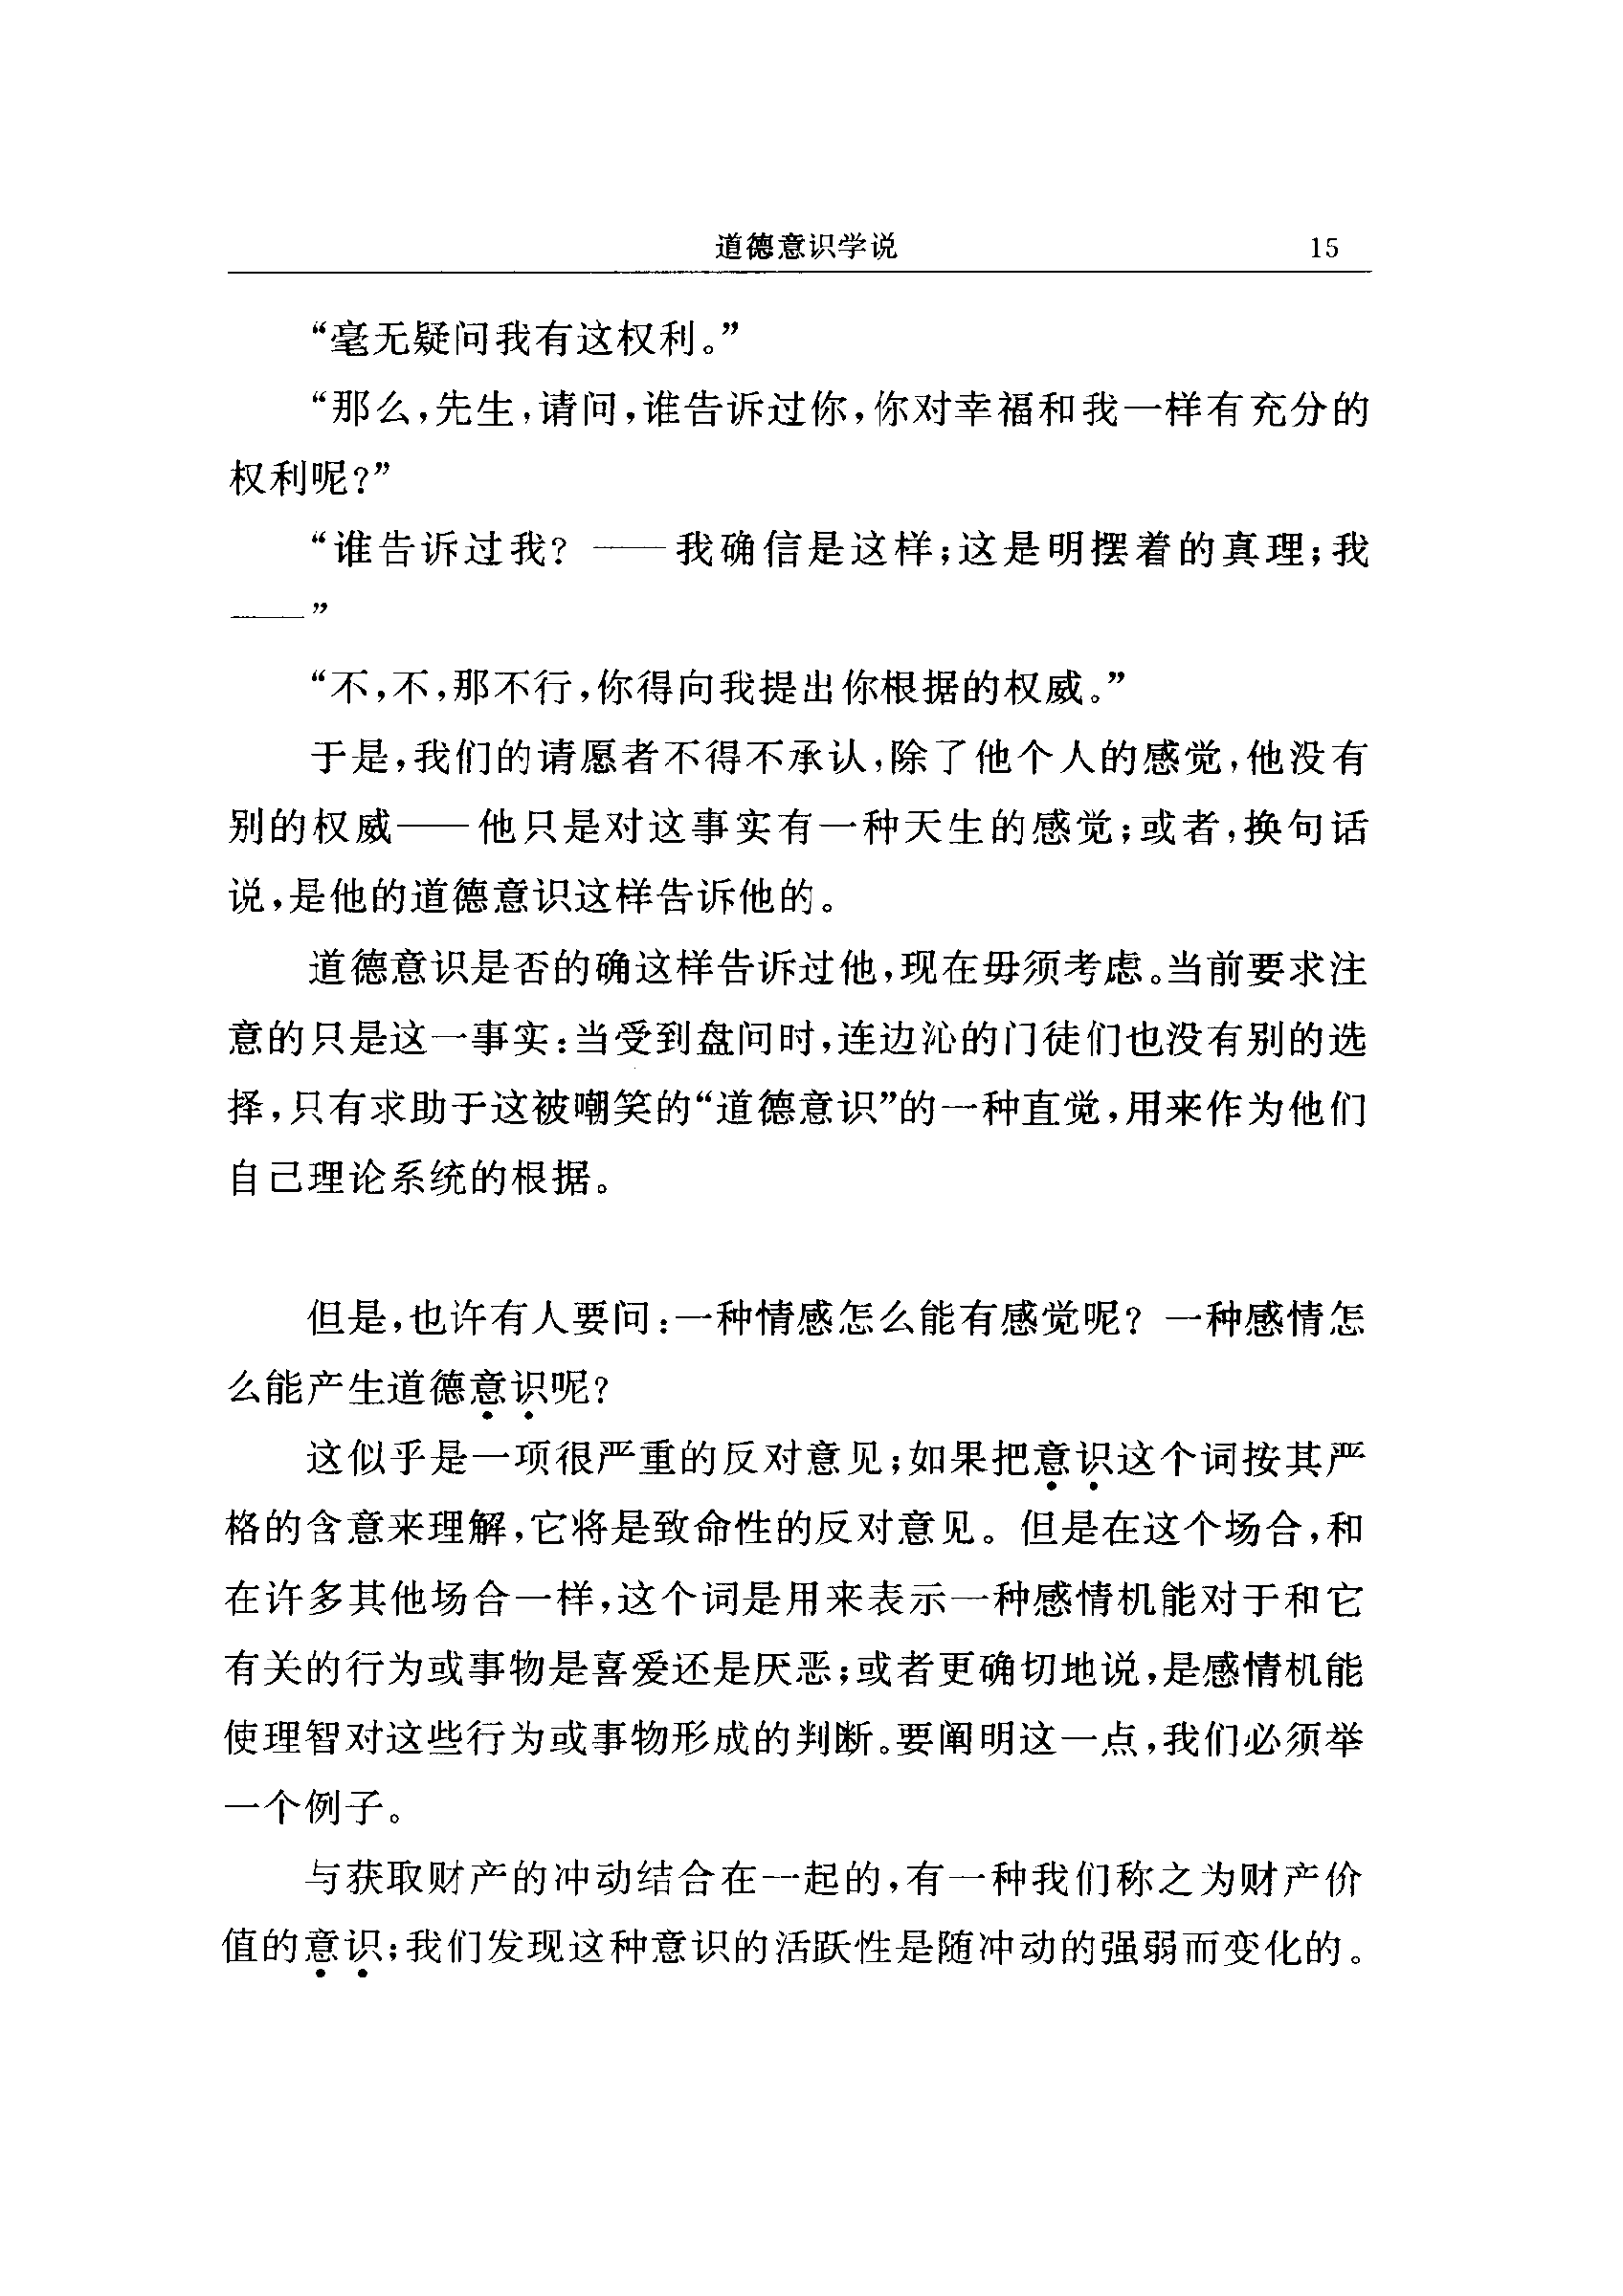 道德意识学说 15
“毫无疑问我有这权利。”
“那么,先生,请问,谁告诉过你,你对幸福和我一样有充分的
权利呢?”
“谁告诉过我? ——我确信是这样;这是明摆着的真理;我
——”
“不,不,那不行,你得向我提出你根据的权威。”
于是,我们的请愿者不得不承认,除了他个人的感觉,他没有
别的权威——他只是对这事实有一种天生的感觉;或者,换句话
说,是他的道德意识这样告诉他的。
道德意识是否的确这样告诉过他,现在毋须考虑。当前要求注
意的只是这一事实:当受到盘问时,连边沁的门徒们也没有别的选
择,只有求助于这被嘲笑的“道德意识”的一种直觉,用来作为他们
自己理论系统的根据。
但是,也许有人要问:一种情感怎么能有感觉呢? 一种感情怎
么能产生道德意识呢?
这似乎是一项很严重的反对意见;如果把意识这个词按其严
格的含意来理解,它将是致命性的反对意见。但是在这个场合,和
在许多其他场合一样,这个词是用来表示一种感情机能对于和它
有关的行为或事物是喜爱还是厌恶;或者更确切地说,是感情机能
使理智对这些行为或事物形成的判断。要阐明这一点,我们必须举
一个例子。
与获取财产的冲动结合在一起的,有一种我们称之为财产价
值的意识;我们发现这种意识的活跃性是随冲动的强弱而变化的。